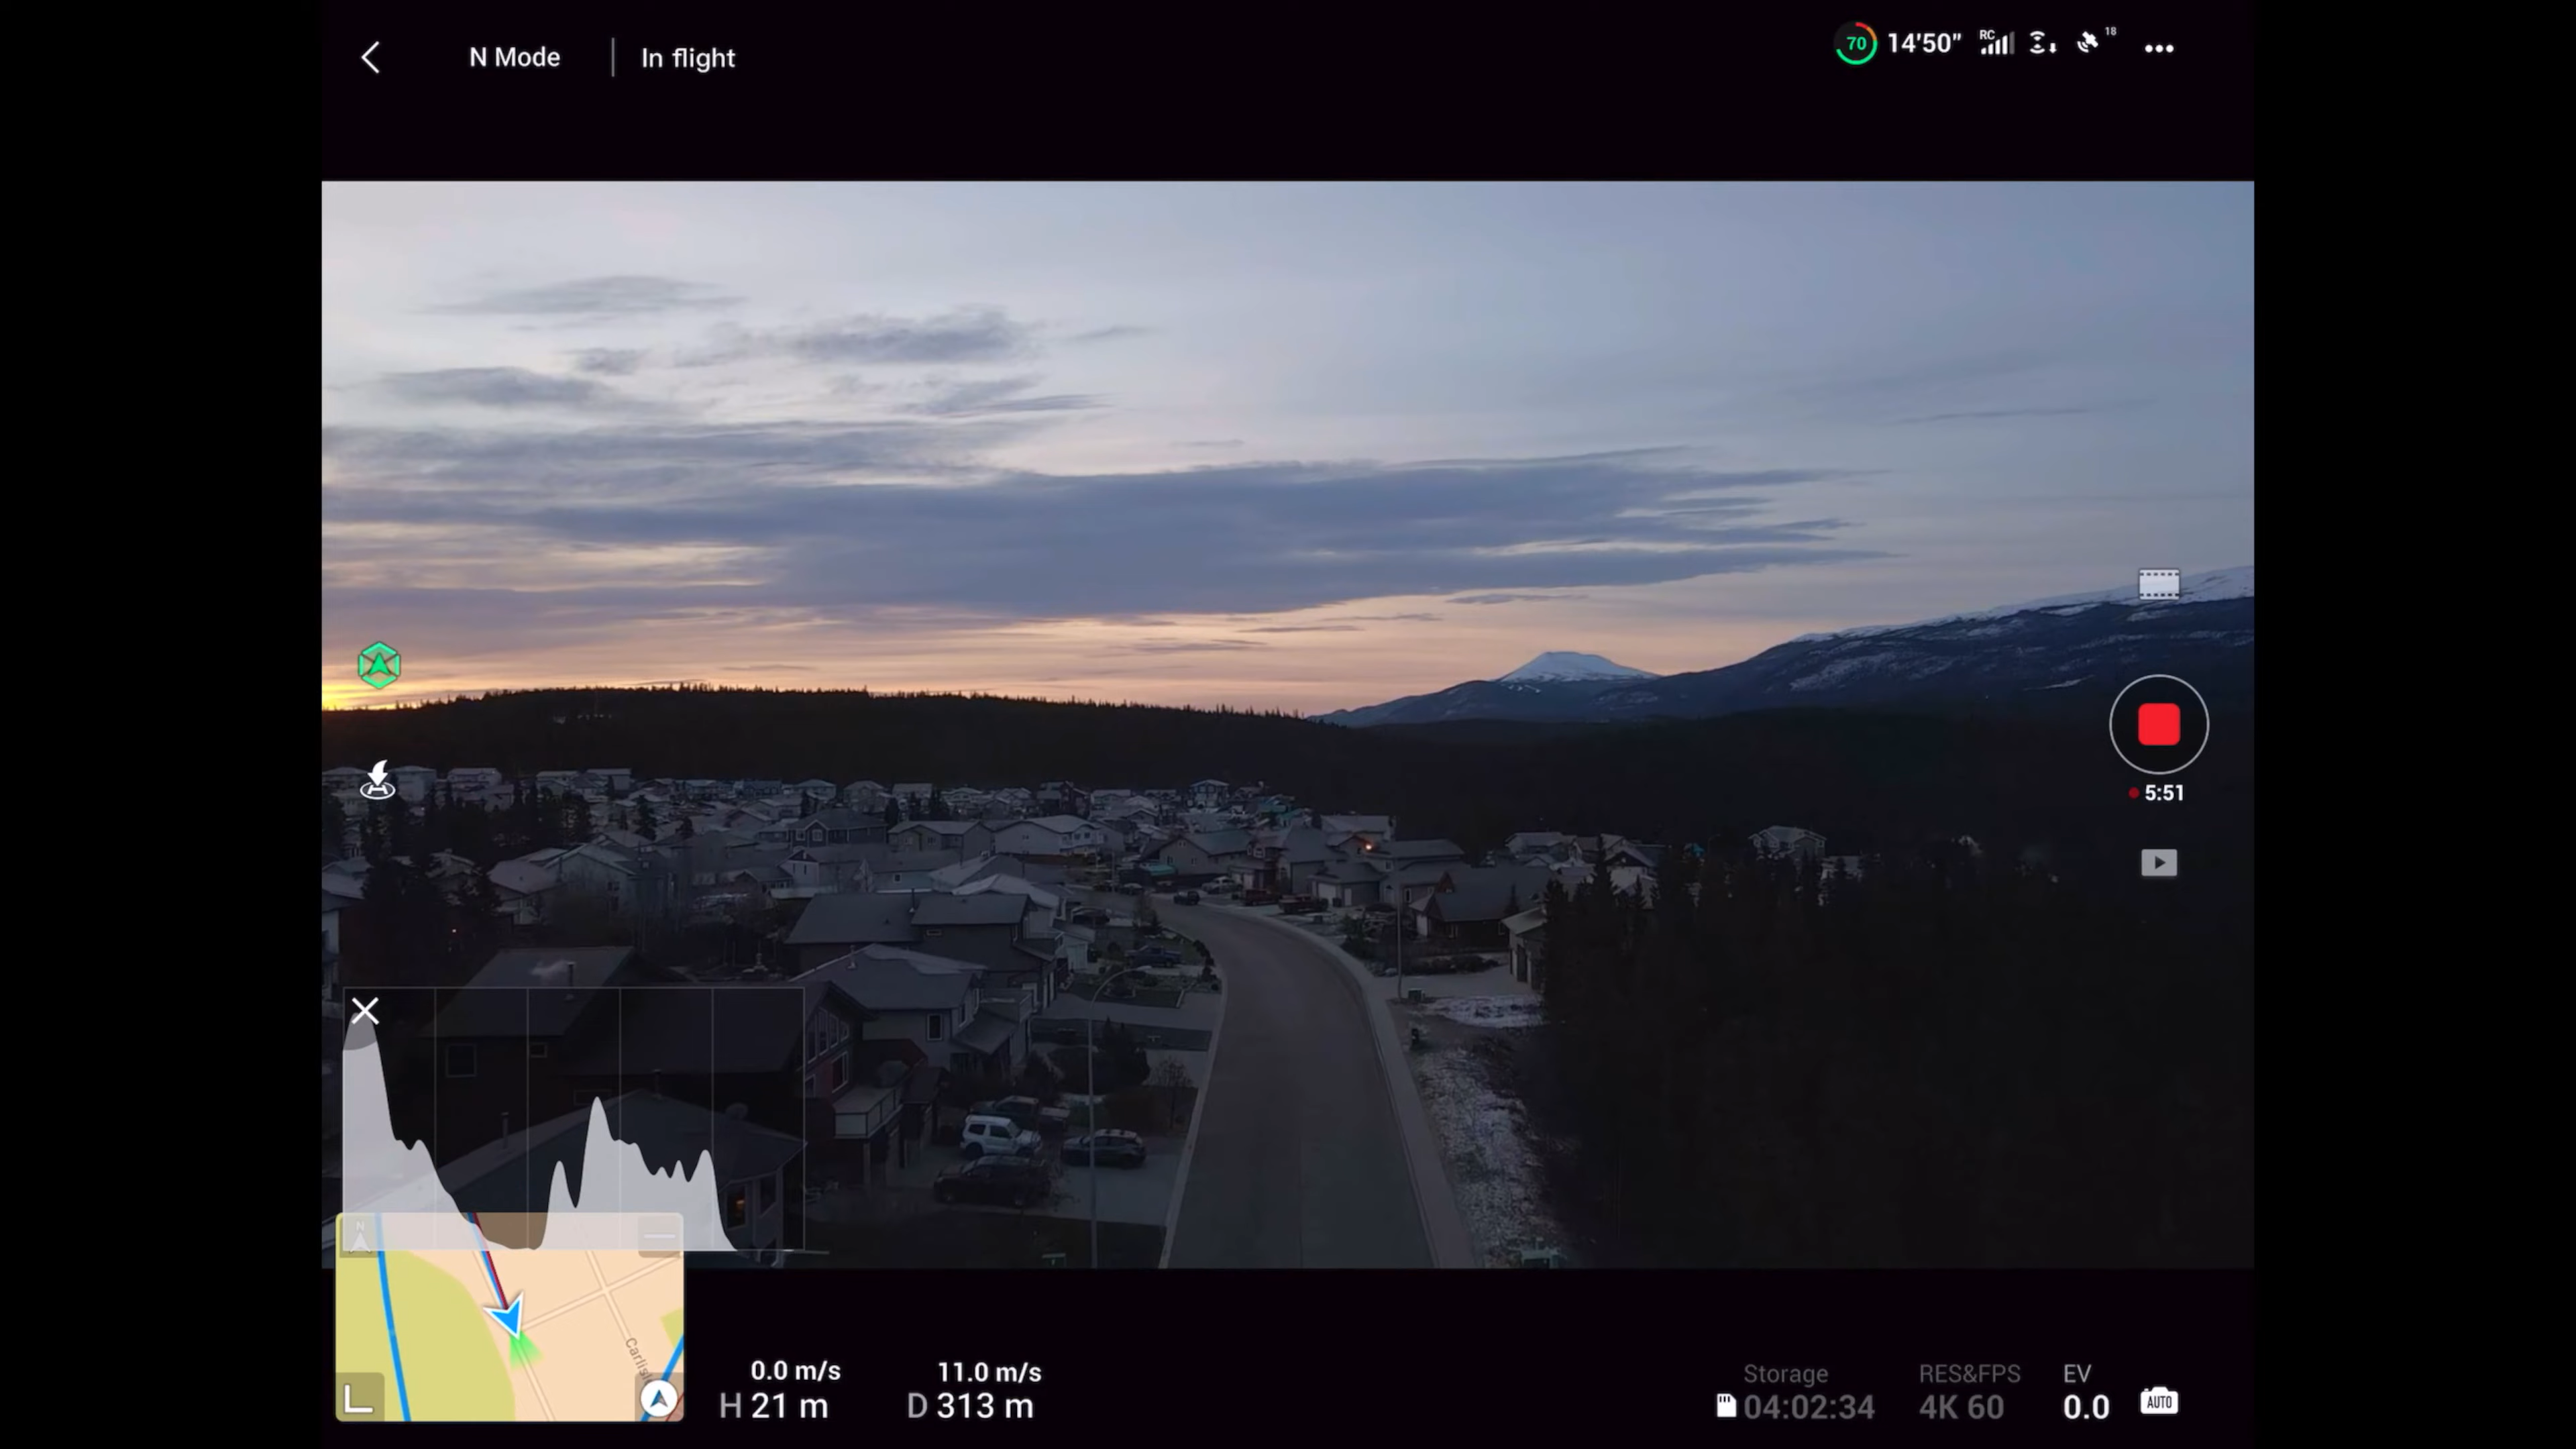 N Mode
In flight
70
14'50"
RC
18
5:51
N
0.0 m/s
11.0 m/s
H 21 m
D 313 m
Storage
04:02:34
RES&FPS
4K 60
EV
0.0
AUTO